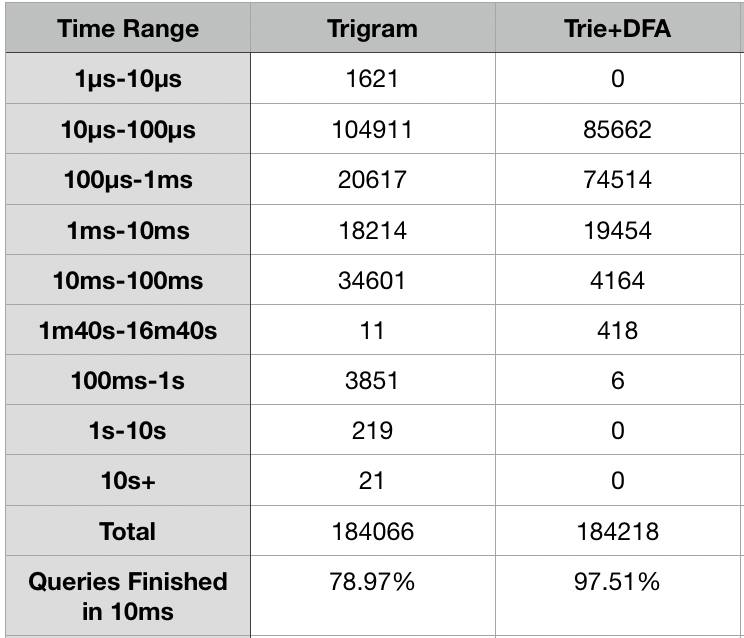 Time Range Trigram Trie+DFA
1μs-10μs 1621 0
10μs-100μs 104911 85662
100μs-1ms 20617 74514
1ms-10ms 18214 19454
10ms-100ms 34601 4164
1m40s-16m40s 11 418
100ms-1s 3851 6
1s-10s 219 0
10s+ 21 0
Total 184066 184218
Queries Finished 78.97% 97.51%
in 10ms